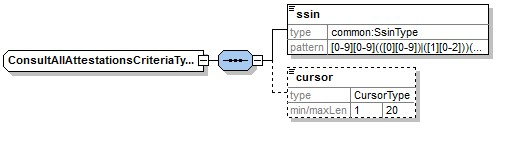 ssin
type common:SsinType
pattern [0-9][0-9](([0][0-9])|([1][0-2]))(...
ConsultAllAttestationsCriteriaTy...
cursor
type CursorType
min/maxLen 1 20